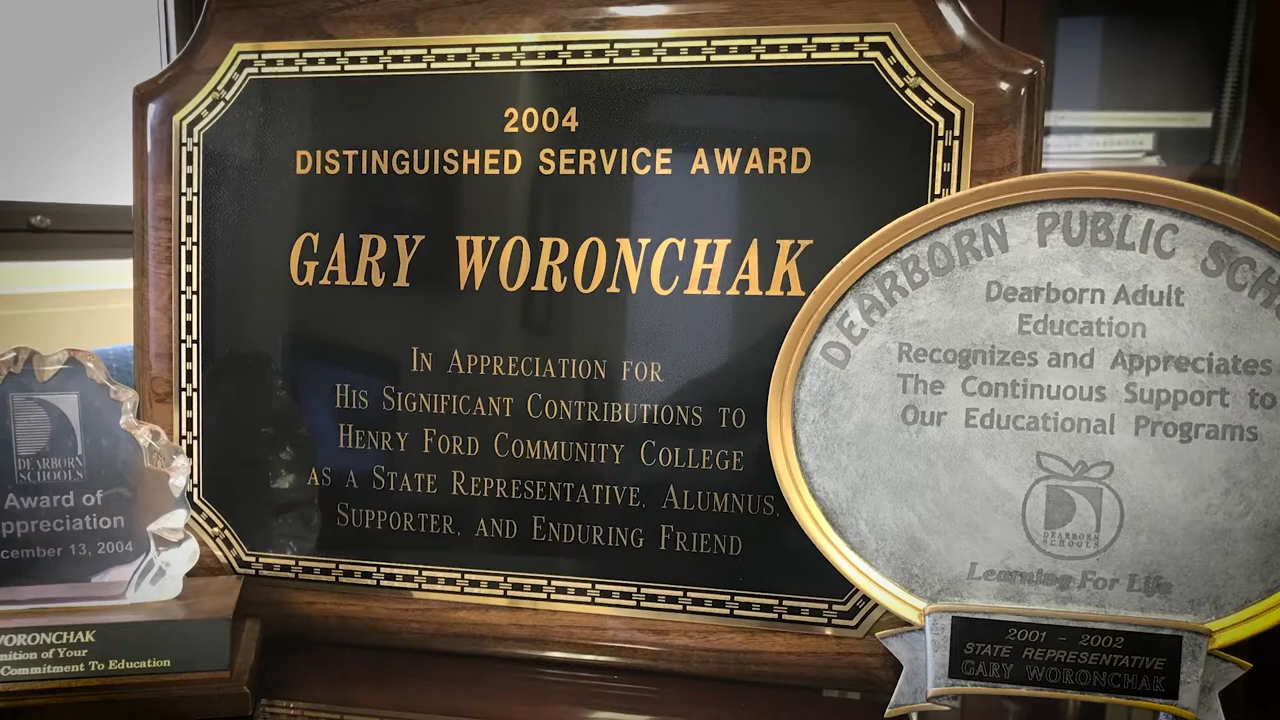 2004
DISTINGUISHED SERVICE AWARD
GARY WORONCHAK
IN APPRECIATION FOR
HIS SIGNIFICANT CONTRIBUTIONS TO
HENRY FORD COMMUNITY COLLEGE
AS A STATE REPRESENTATIVE, ALUMNUS,
SUPPORTER, AND ENDURING FRIEND
DEARBORN
SCHOOLS
Award of
ppreciation
cember 13, 2004
WORONCHAK
nition of Your
Commitment To Education
DEARBORN PUBLIC SCH
Dearborn Adult
Education
Recognizes and Appreciates
The Continuous Support to
Our Educational Programs
DEARBORN
SCHOOLS
Learning For Life
2001 - 2002
STATE REPRESENTATIVE
GARY WORONCHAK